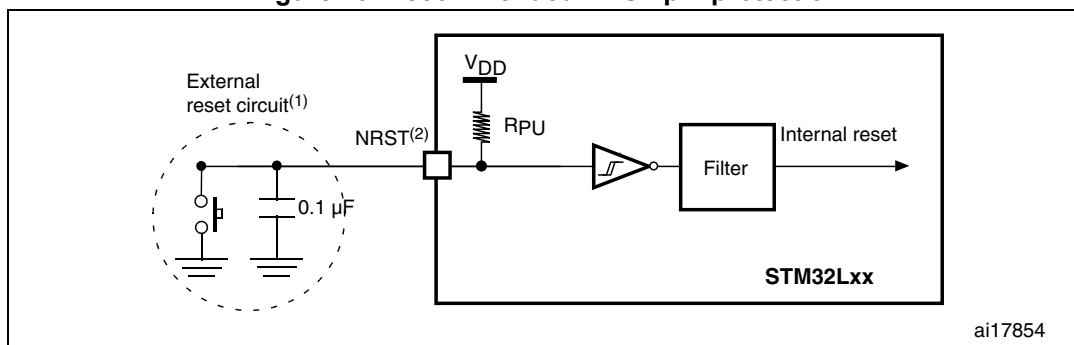 External
reset circuit(1)
VDD
NRST(2)
RPU
Internal reset
Filter
0.1 µF
STM32Lxx
ai17854